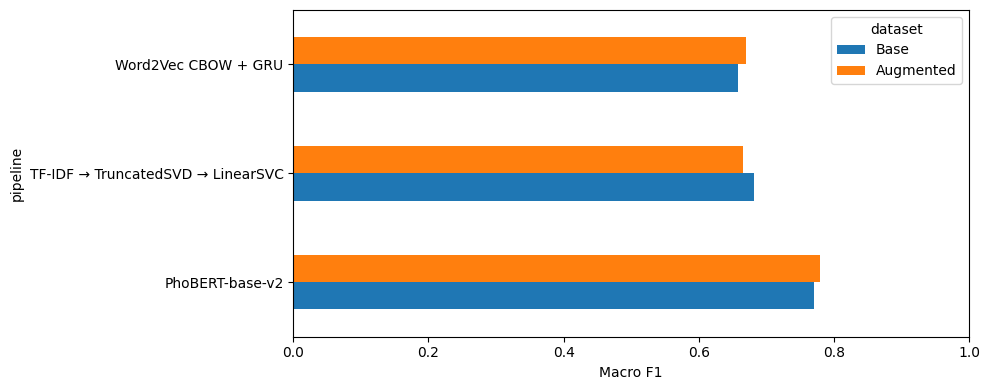 dataset
Base
Augmented
Word2Vec CBOW + GRU
TF-IDF → TruncatedSVD → LinearSVC
PhoBERT-base-v2
pipeline
0.0 0.2 0.4 0.6 0.8 1.0
Macro F1